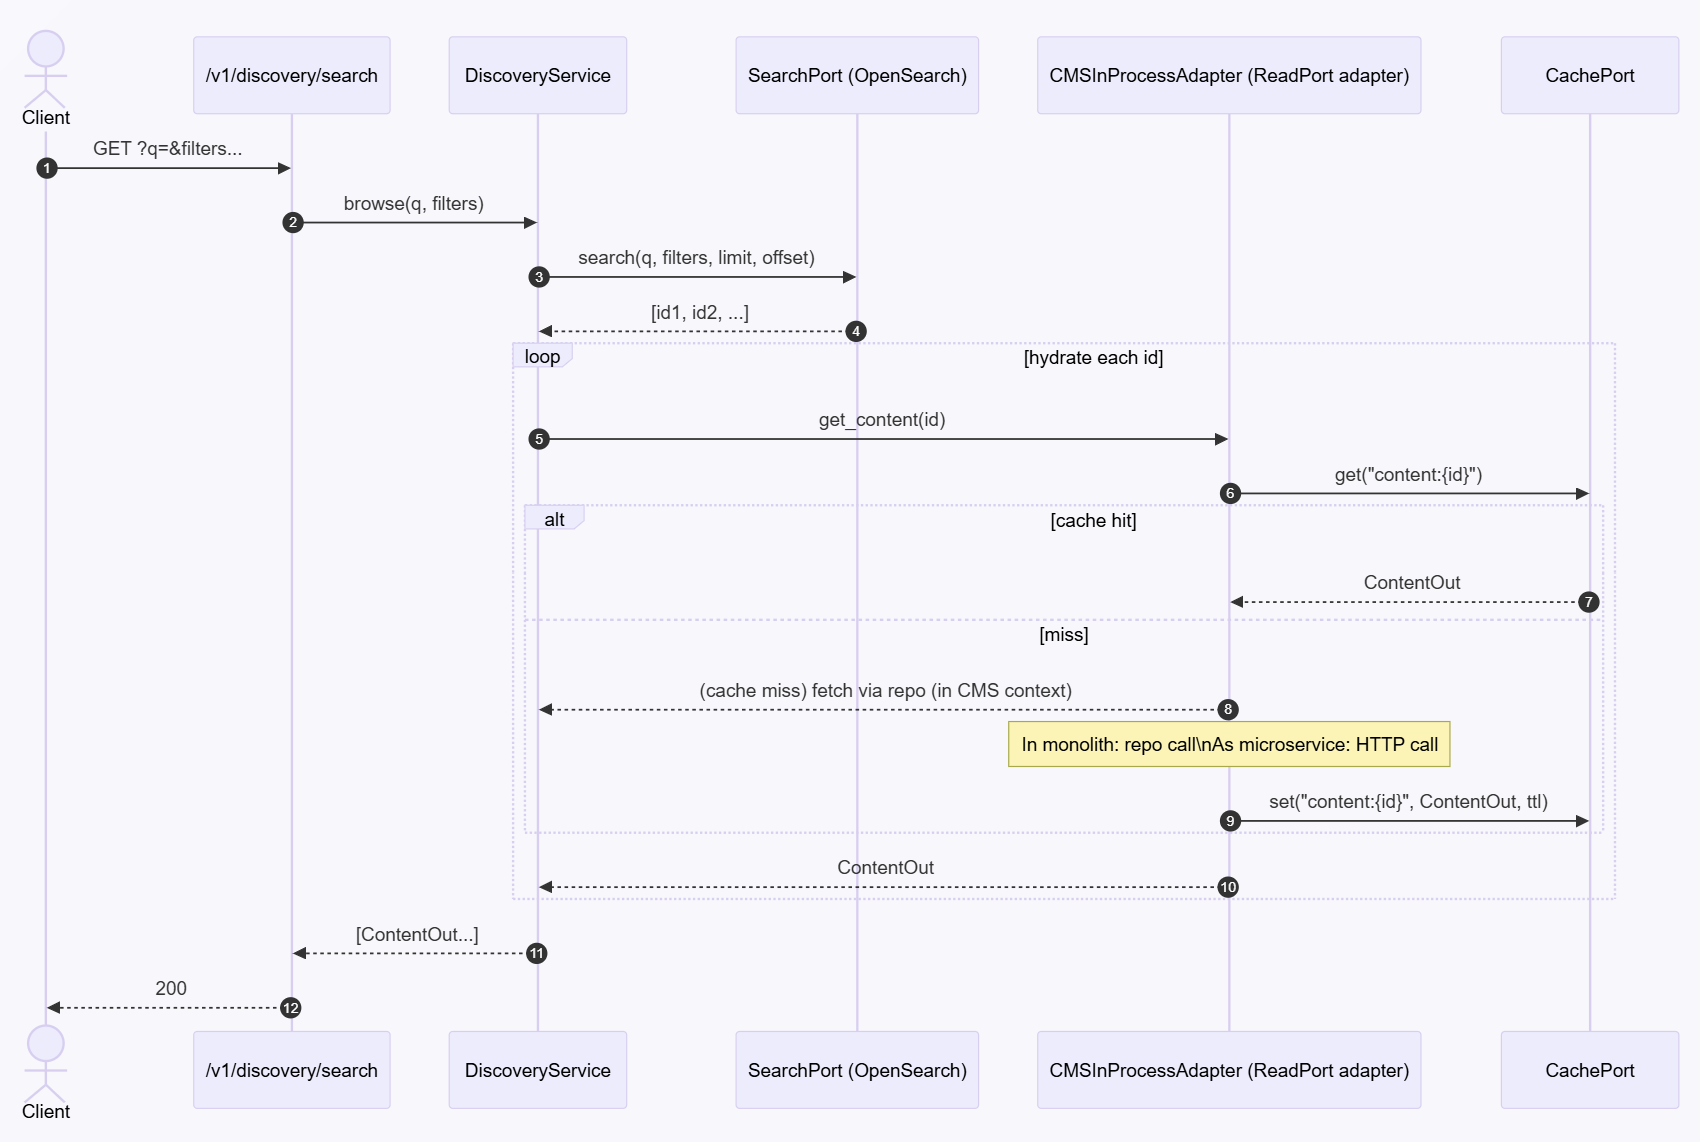 Client
/v1/discovery/search
DiscoveryService
SearchPort (OpenSearch)
CMSInProcessAdapter (ReadPort adapter)
CachePort
GET ?q=&filters...
1
browse(q, filters)
2
search(q, filters, limit, offset)
3
[id1, id2, ...]
4
loop
[hydrate each id]
get_content(id)
5
get("content:{id}")
6
alt
[cache hit]
ContentOut
7
[miss]
(cache miss) fetch via repo (in CMS context)
8
In monolith: repo call\nAs microservice: HTTP call
set("content:{id}", ContentOut, ttl)
9
ContentOut
10
[ContentOut...]
11
200
12
Client
/v1/discovery/search
DiscoveryService
SearchPort (OpenSearch)
CMSInProcessAdapter (ReadPort adapter)
CachePort